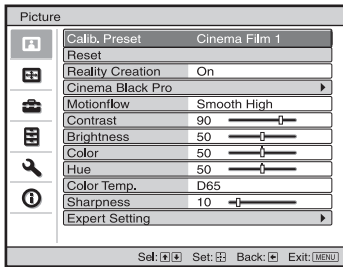 Picture
Calib. Preset Cinema Film 1
Reset
Reality Creation On
Cinema Black Pro
Motionflow Smooth High
Contrast 90
Brightness 50
Color 50
Hue 50
Color Temp. D65
Sharpness 10
Expert Setting
Sel: Set: Back: Exit: MENU